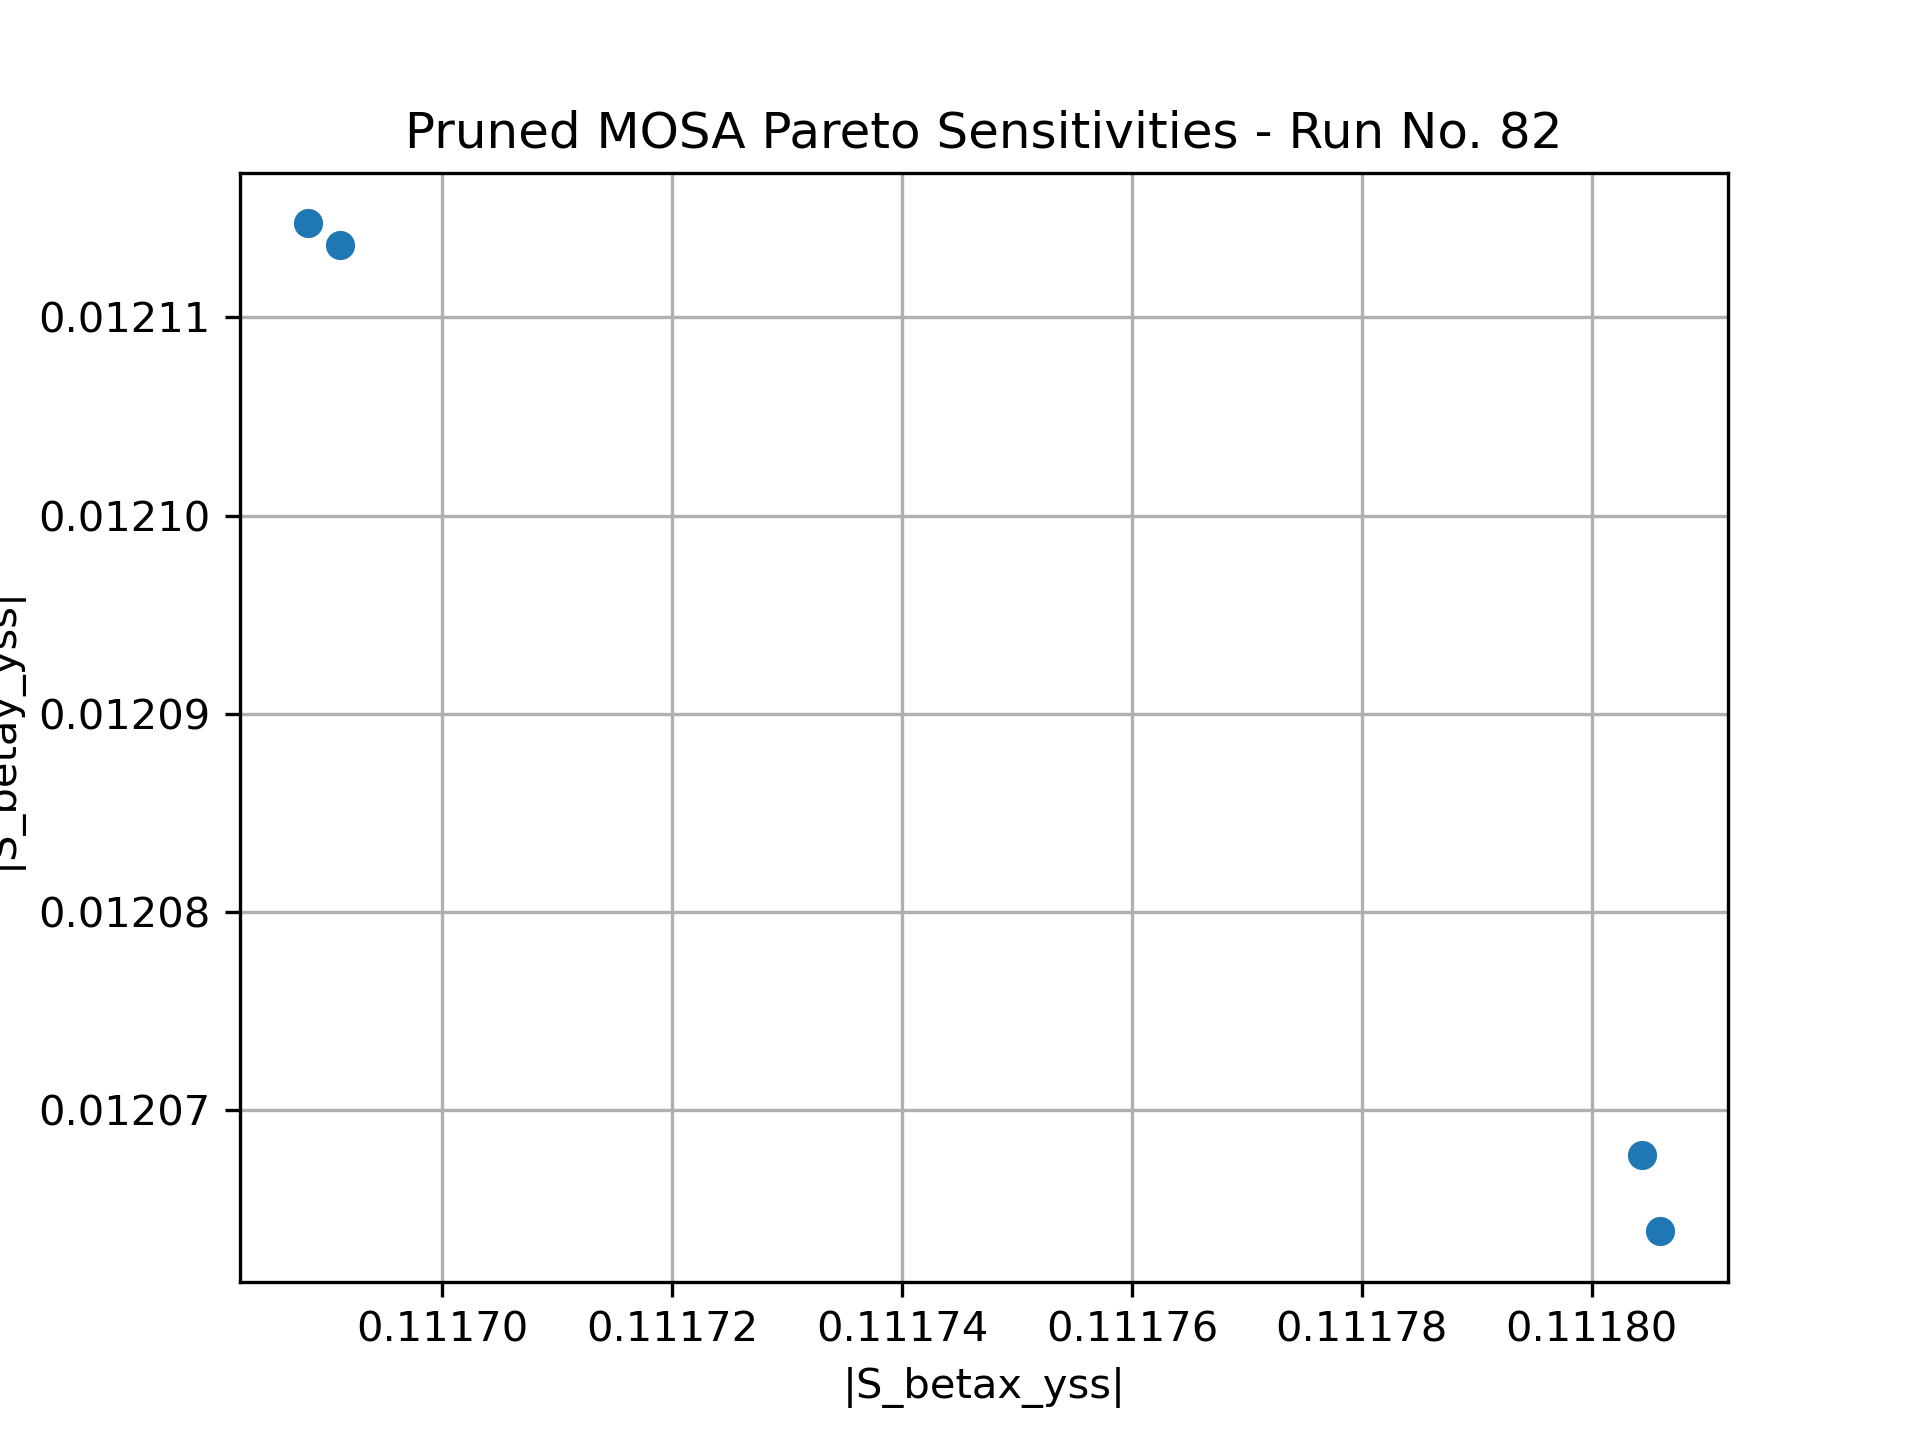 Pruned MOSA Pareto Sensitivities - Run No. 82
0.01211
0.01210
0.01209
0.01208
0.01207
|S_betay_yss|
0.11170 0.11172 0.11174 0.11176 0.11178 0.11180
|S_betax_yss|